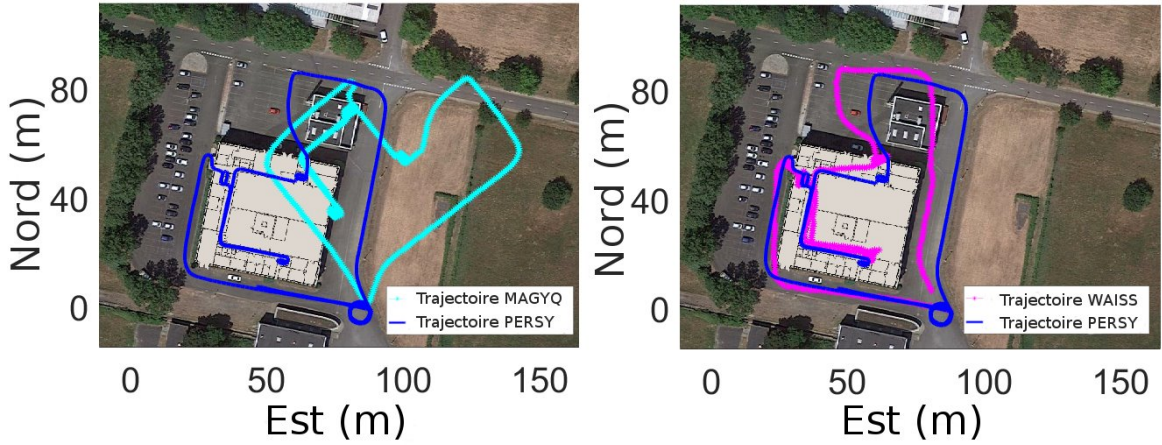 Nord (m)
80
40
0
Trajectoire MAGYQ
Trajectoire PERSY
0 50 100 150
Est (m)
Nord (m)
80
40
0
Trajectoire WAISS
Trajectoire PERSY
0 50 100 150
Est (m)